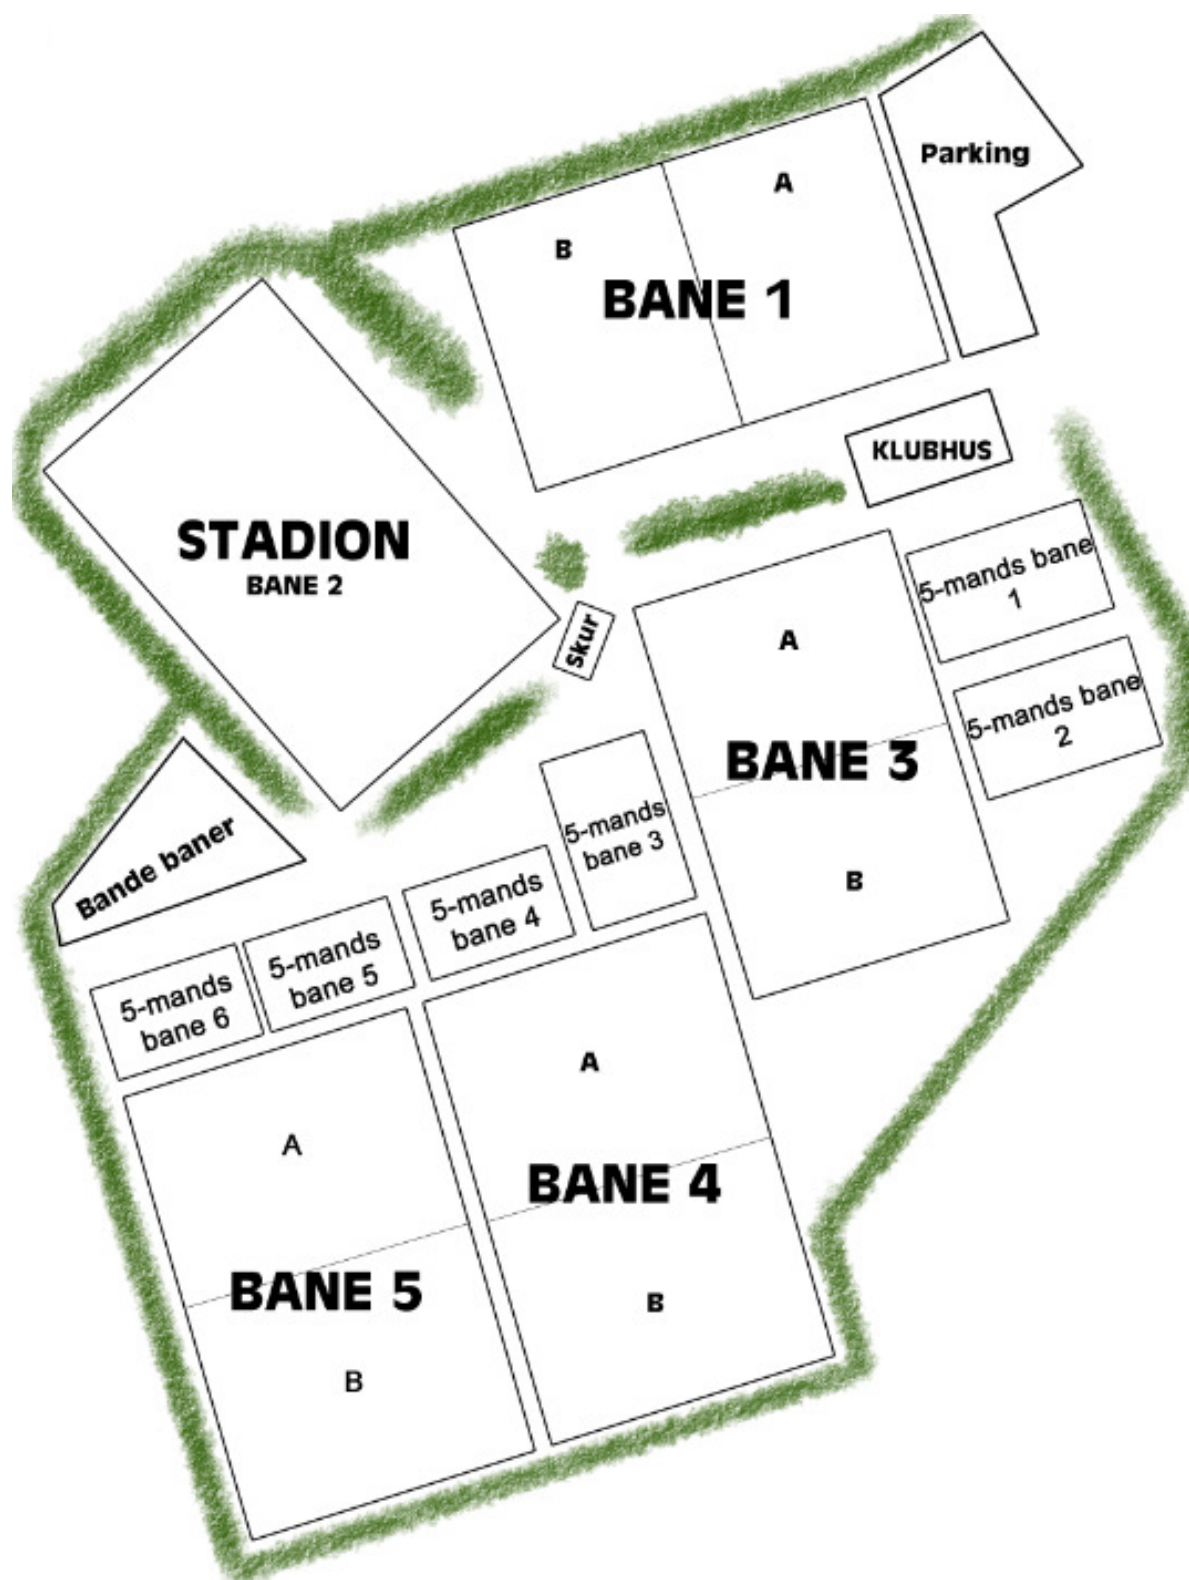 Parking
A
B
BANE 1
KLUBHUS
STADION
BANE 2
5-mands bane
1
Skur
A
5-mands bane
2
BANE 3
B
5-mands
bane 3
Bande baner
5-mands
bane 4
5-mands
bane 5
5-mands
bane 6
A
BANE 4
B
A
BANE 5
B